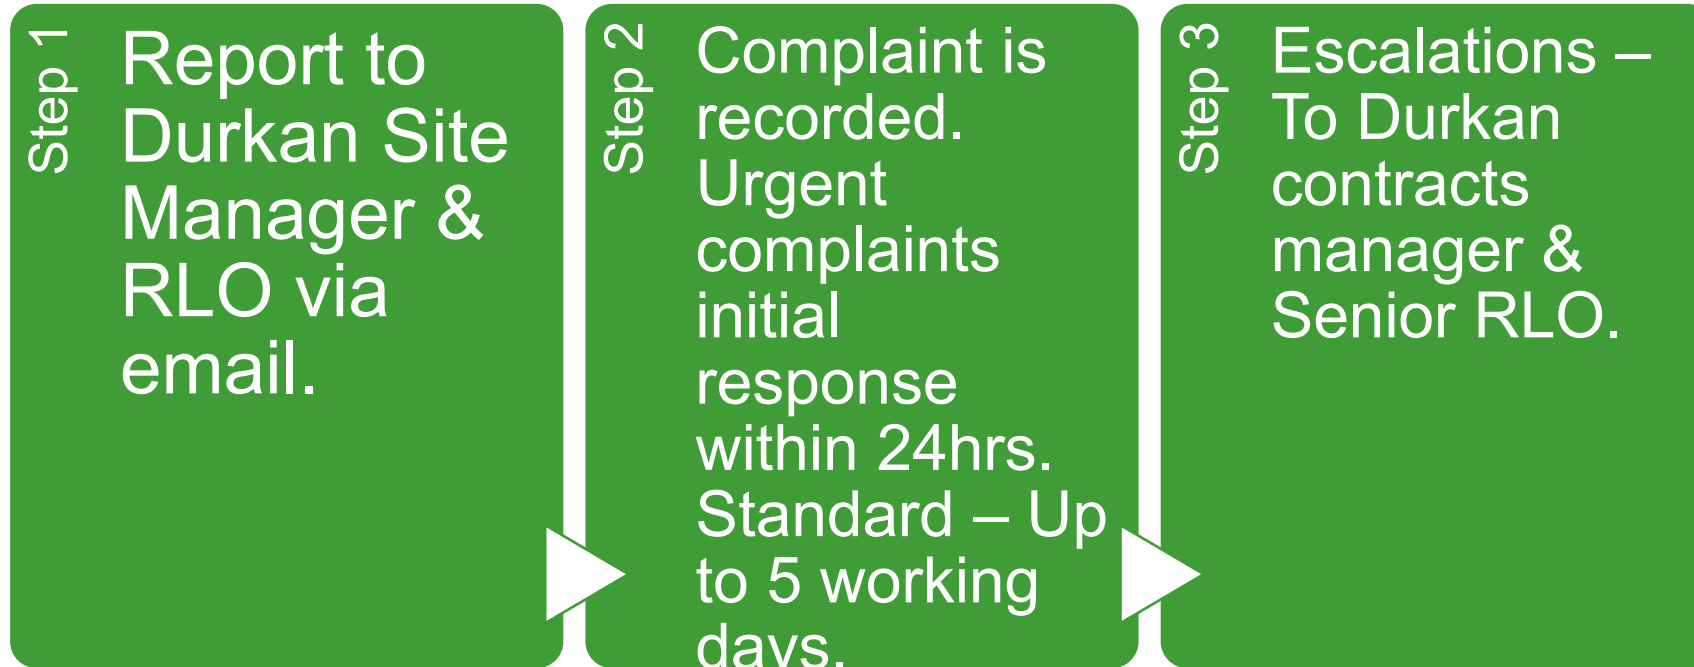 Step 1
Report to
Durkan Site
Manager &
RLO via
email.
Step 2
Complaint is
recorded.
Urgent
complaints
initial
response
within 24hrs.
Standard – Up
to 5 working
days.
Step 3
Escalations –
To Durkan
contracts
manager &
Senior RLO.